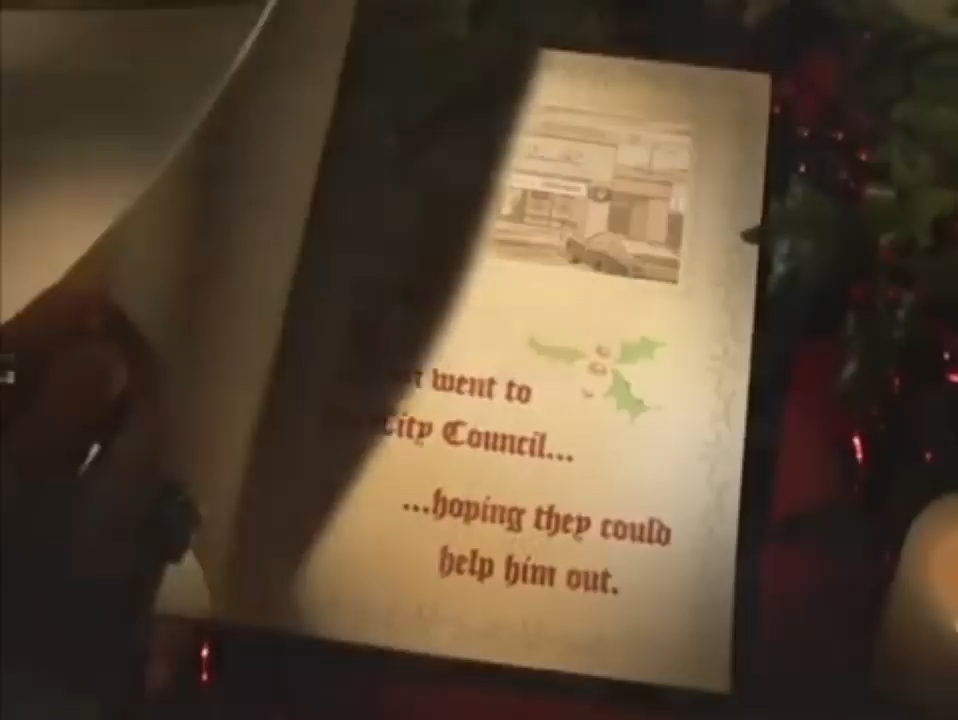 went to
City Council...
...hoping they could
help him out.